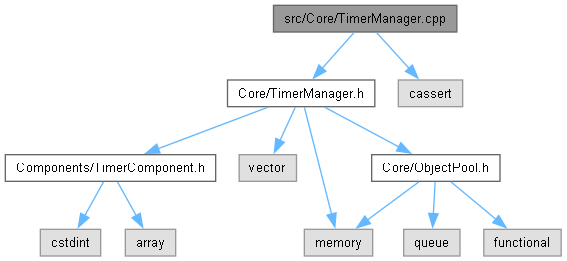 src/Core/TimerManager.cpp
Core/TimerManager.h
cassert
Components/TimerComponent.h
vector
Core/ObjectPool.h
cstdint
array
memory
queue
functional